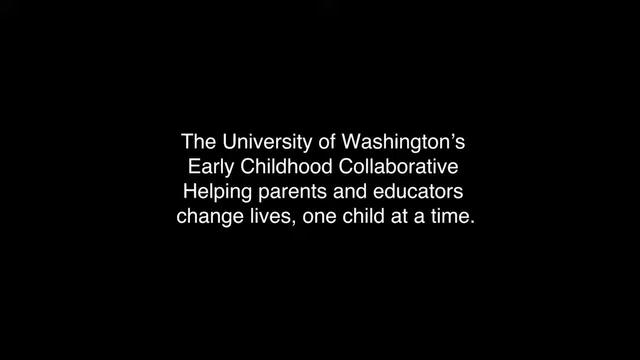 The University of Washington’s
Early Childhood Collaborative
Helping parents and educators
change lives, one child at a time.